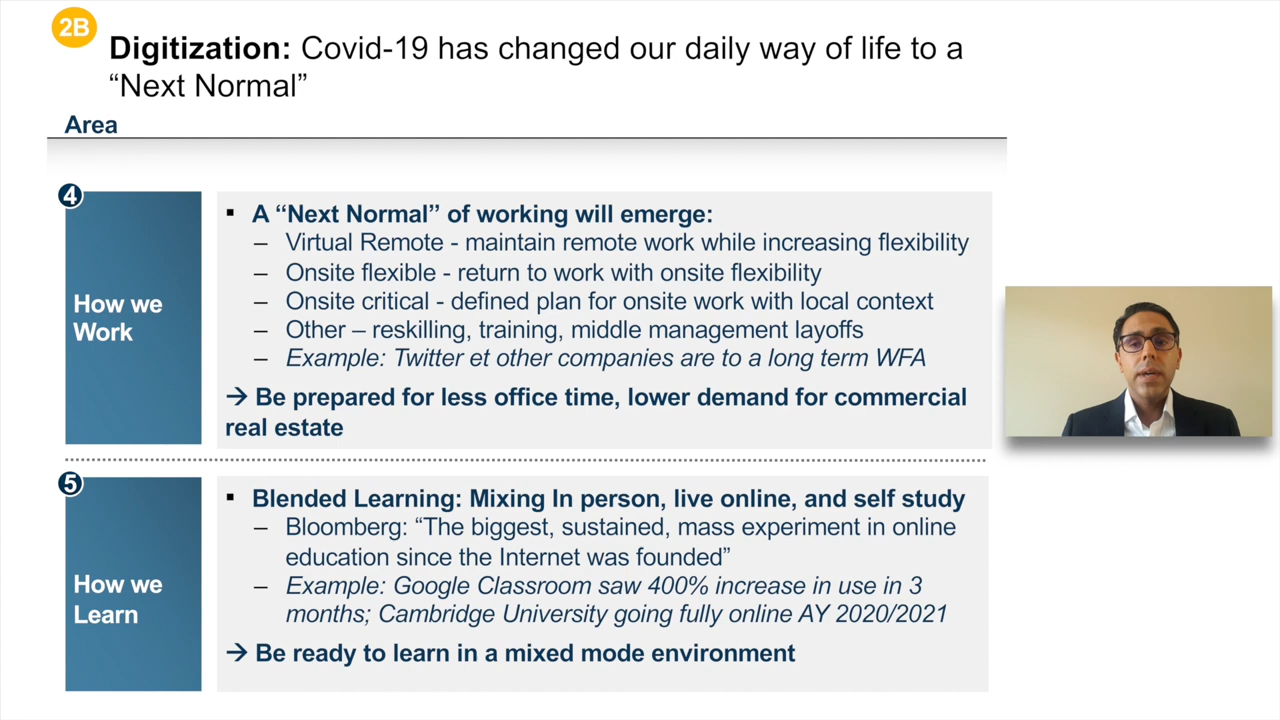 2B
Digitization: Covid-19 has changed our daily way of life to a
“Next Normal”
Area
4
How we
Work
▪ A “Next Normal” of working will emerge:
– Virtual Remote - maintain remote work while increasing flexibility
– Onsite flexible - return to work with onsite flexibility
– Onsite critical - defined plan for onsite work with local context
– Other – reskilling, training, middle management layoffs
– Example: Twitter et other companies are to a long term WFA
→ Be prepared for less office time, lower demand for commercial
real estate
5
How we
Learn
▪ Blended Learning: Mixing In person, live online, and self study
– Bloomberg: “The biggest, sustained, mass experiment in online
education since the Internet was founded”
– Example: Google Classroom saw 400% increase in use in 3
months; Cambridge University going fully online AY 2020/2021
→ Be ready to learn in a mixed mode environment